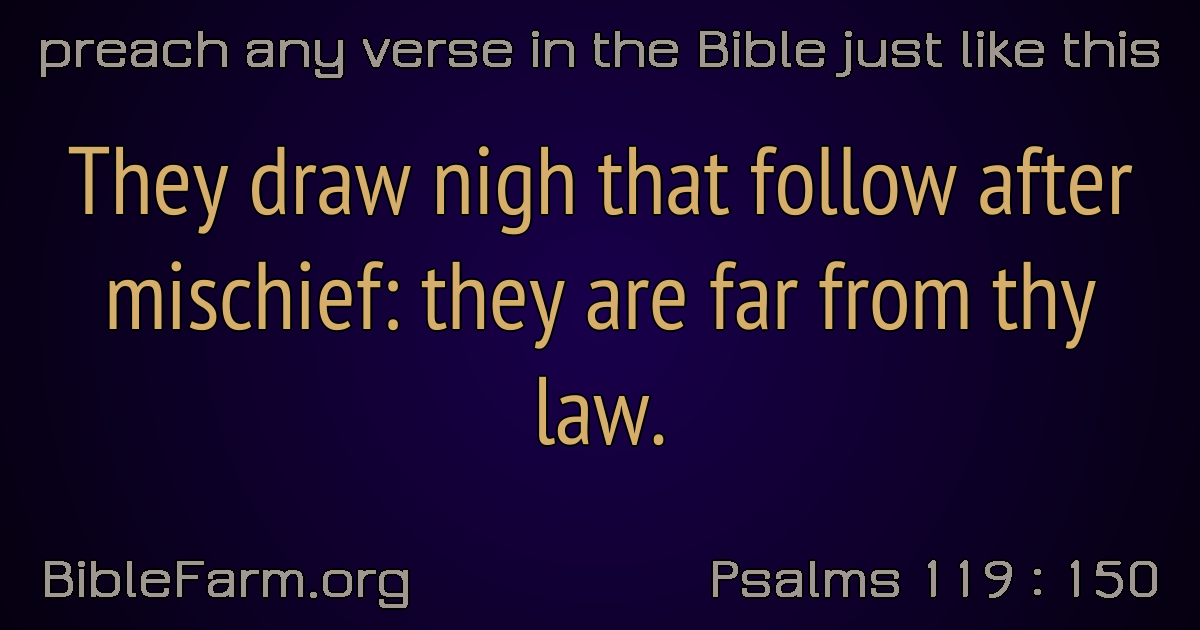 preach any verse in the Bible just like this
They draw nigh that follow after
mischief: they are far from thy
law.
BibleFarm.org
Psalms 119 : 150